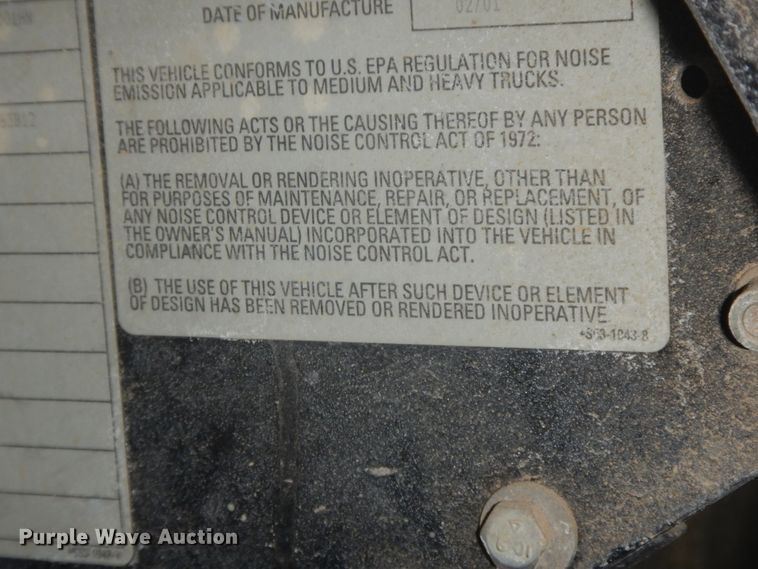 DATE OF MANUFACTURE 02/01
THIS VEHICLE CONFORMS TO U.S. EPA REGULATION FOR NOISE
EMISSION APPLICABLE TO MEDIUM AND HEAVY TRUCKS.
THE FOLLOWING ACTS OR THE CAUSING THEREOF BY ANY PERSON
ARE PROHIBITED BY THE NOISE CONTROL ACT OF 1972:
(A) THE REMOVAL OR RENDERING INOPERATIVE, OTHER THAN
FOR PURPOSES OF MAINTENANCE, REPAIR, OR REPLACEMENT, OF
ANY NOISE CONTROL DEVICE OR ELEMENT OF DESIGN (LISTED IN
THE OWNER'S MANUAL) INCORPORATED INTO THE VEHICLE IN
COMPLIANCE WITH THE NOISE CONTROL ACT.
(B) THE USE OF THIS VEHICLE AFTER SUCH DEVICE OR ELEMENT
OF DESIGN HAS BEEN REMOVED OR RENDERED INOPERATIVE.
10.9
Purple Wave Auction